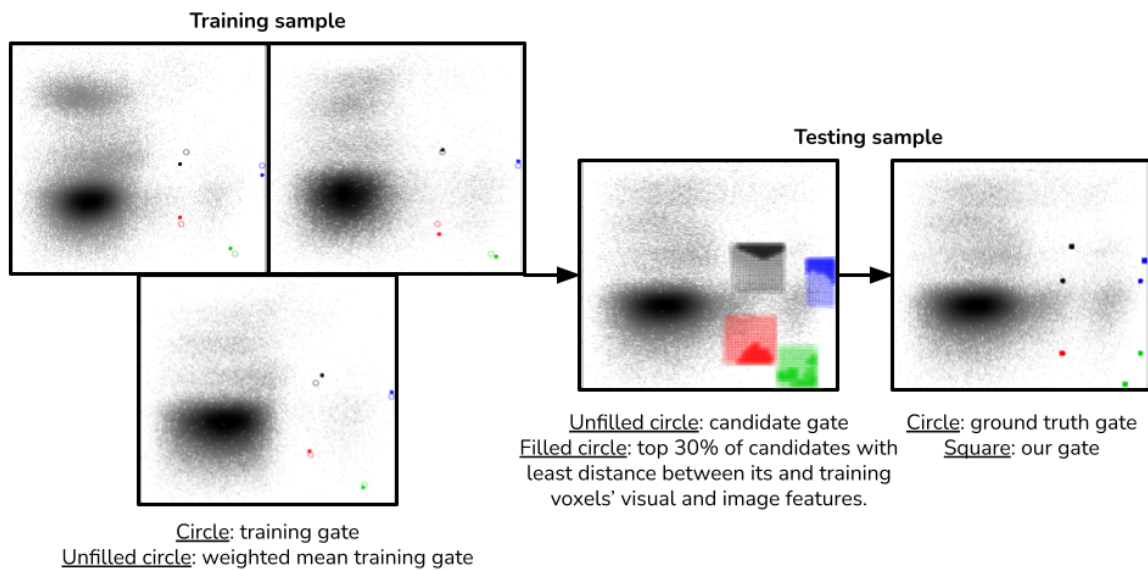 Training sample
Testing sample
Unfilled circle: candidate gate
Filled circle: top 30% of candidates with
least distance between its and training
voxels' visual and image features.
Circle: ground truth gate
Square: our gate
Circle: training gate
Unfilled circle: weighted mean training gate